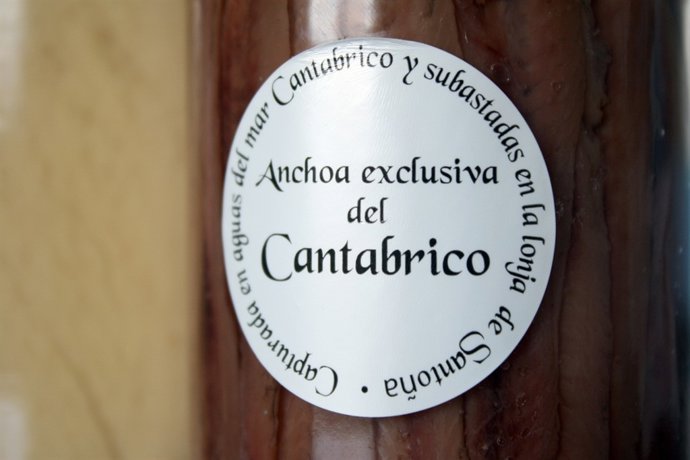 Capturada en aguas del mar Cantabrico y subastadas en la lonja de Santoña •
Anchoa exclusiva
del
Cantabrico